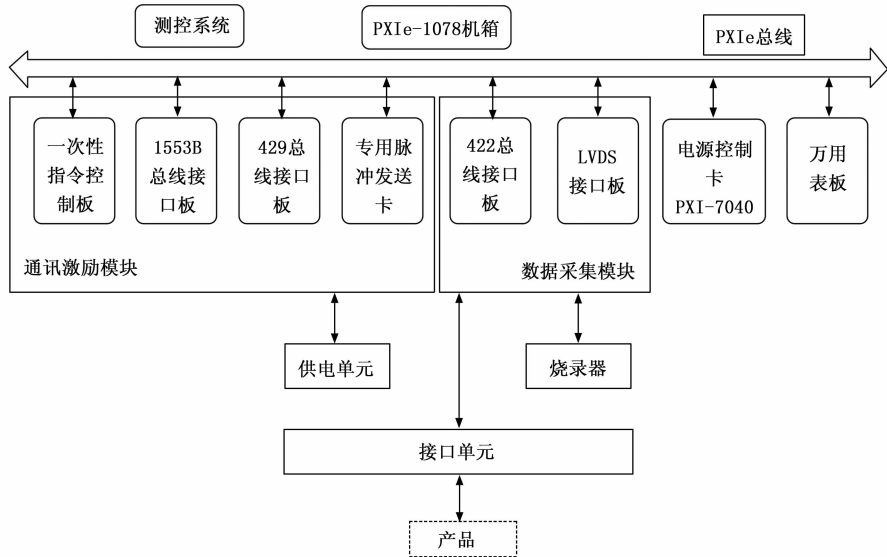 测控系统
PXIe-1078机箱
PXIe总线
一次性
指令控
制板
1553B
总线接
口板
429总
线接口
板
专用脉
冲发送
卡
422总
线接口
板
LVDS
接口板
电源控制
卡
PXI-7040
万用
表板
通讯激励模块
数据采集模块
供电单元
烧录器
接口单元
产品